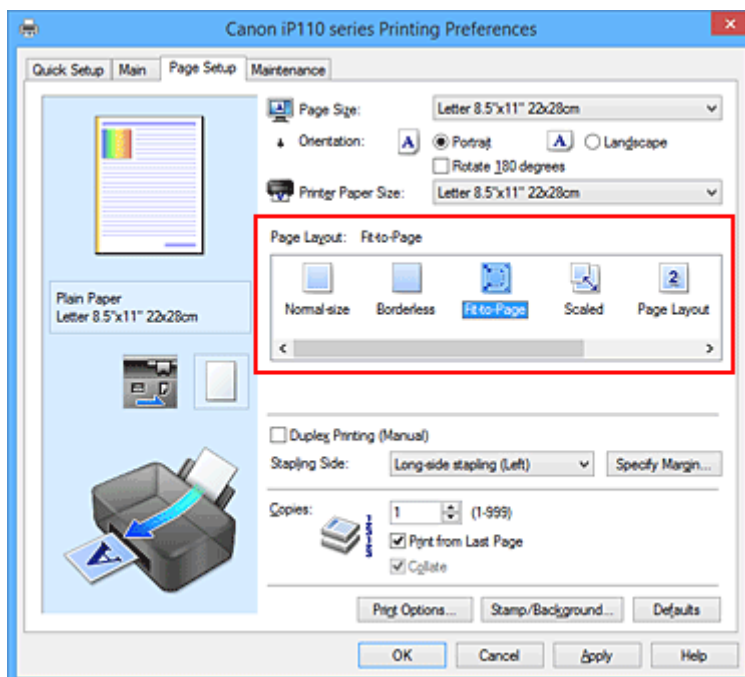 Canon iP110 series Printing Preferences
Quick Setup Main Page Setup Maintenance
Page Size: Letter 8.5"x11" 22x28cm
Orientation: A Portrait A Landscape
Rotate 180 degrees
Printer Paper Size: Letter 8.5"x11" 22x28cm
Page Layout: Fit-to-Page
2
Normal-size Borderless Fit-to-Page Scaled Page Layout
Plain Paper
Letter 8.5"x11" 22x28cm
Duplex Printing (Manual)
Stapling Side: Long-side stapling (Left) Specify Margin...
Copies: 1 (1-999)
Print from Last Page
Collate
A
Print Options... Stamp/Background... Defaults
OK Cancel Apply Help